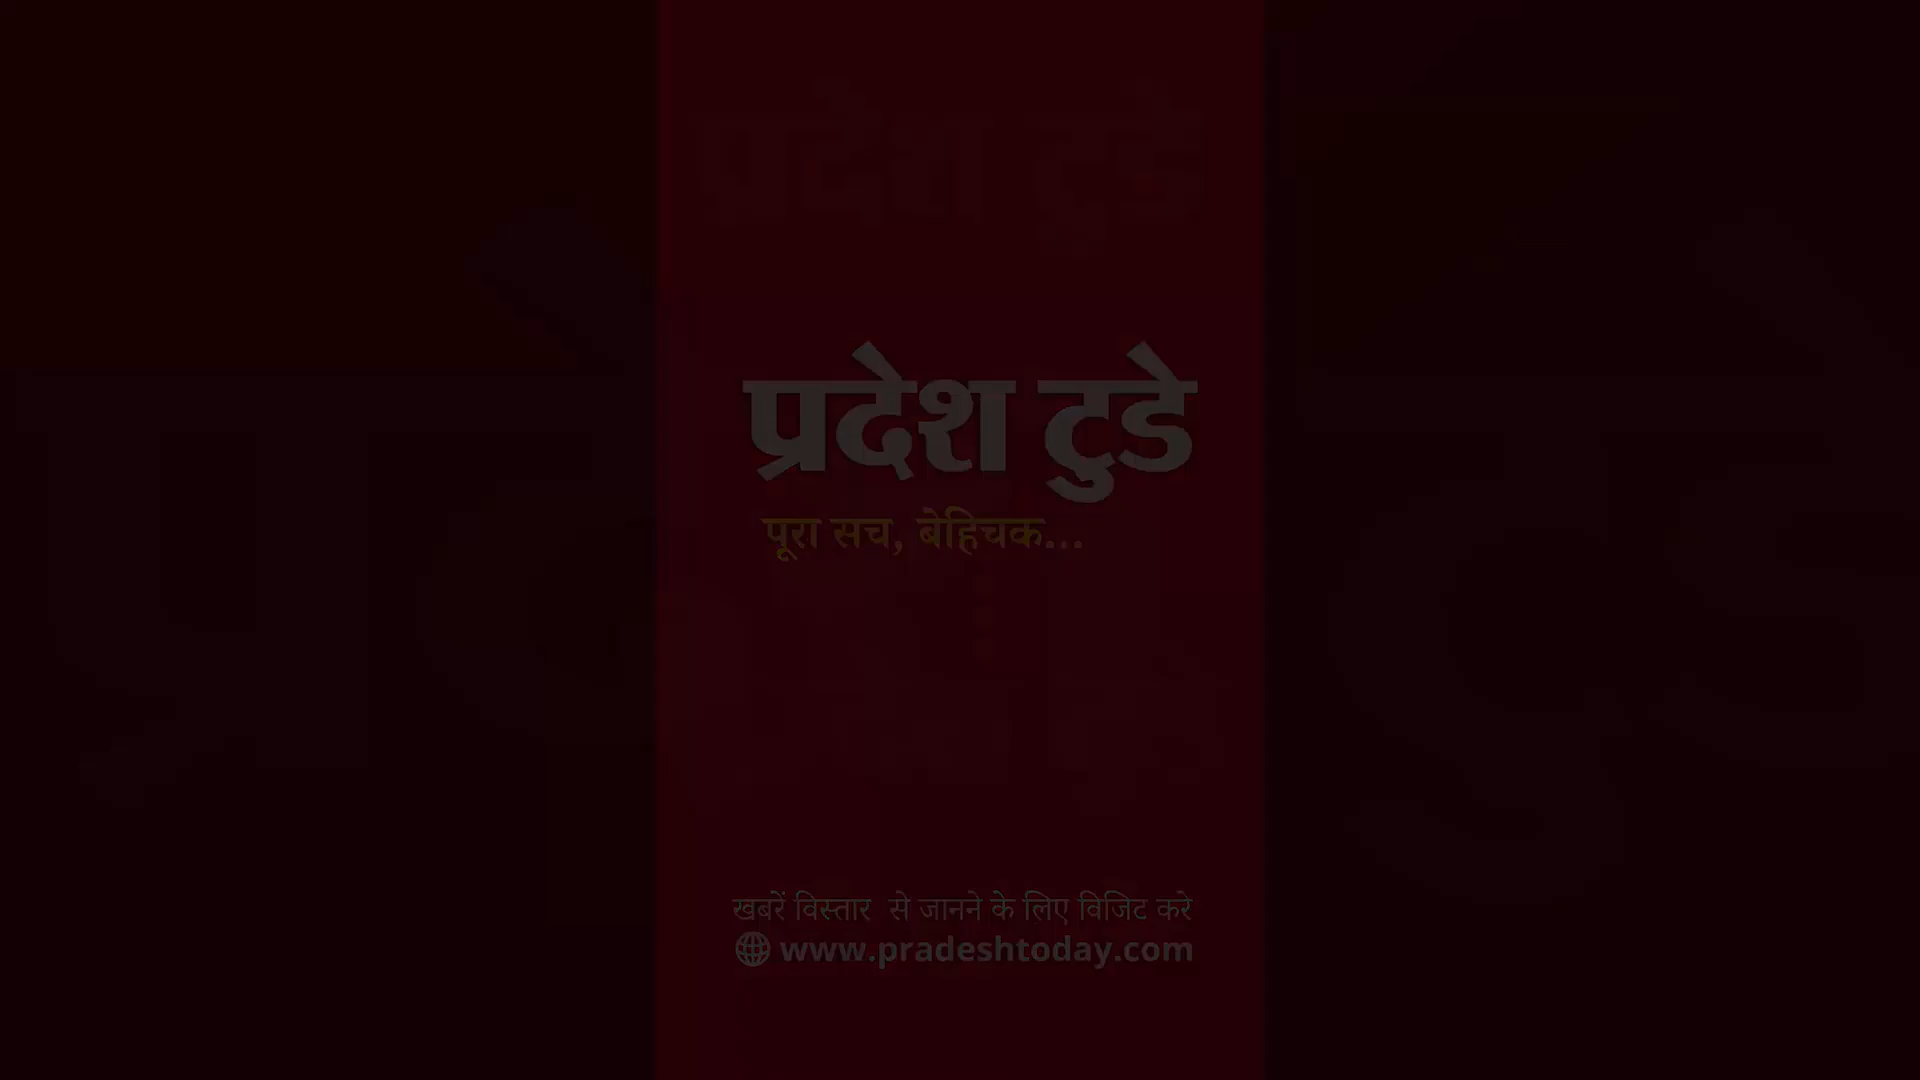 प्रदेश टुडे
पूरा सच, बेहिचक...
खबरें विस्तार से जानने के लिए विजिट करे
www.pradeshtoday.com